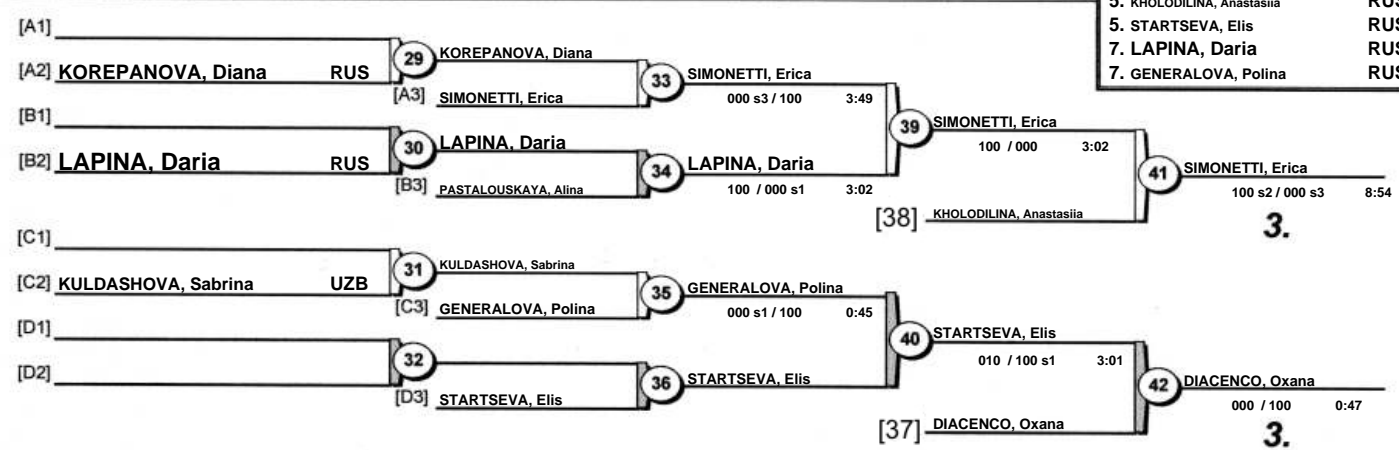 5. KHOLODILINA, Anastasiia RUS
5. STARTSEVA, Elis RUS
7. LAPINA, Daria RUS
7. GENERALOVA, Polina RUS
[A1]
[A2] KOREPANOVA, Diana RUS
29
KOREPANOVA, Diana
[A3] SIMONETTI, Erica
33
SIMONETTI, Erica
000 s3 / 100 3:49
[B1]
[B2] LAPINA, Daria RUS
30
LAPINA, Daria
[B3] PASTALOUSKAYA, Alina
34
LAPINA, Daria
100 / 000 s1 3:02
39
SIMONETTI, Erica
100 / 000 3:02
[38] KHOLODILINA, Anastasiia
41
SIMONETTI, Erica
100 s2 / 000 s3 8:54
3.
[C1]
[C2] KULDASHOVA, Sabrina UZB
31
KULDASHOVA, Sabrina
[C3] GENERALOVA, Polina
35
GENERALOVA, Polina
000 s1 / 100 0:45
[D1]
[D2]
32
[D3] STARTSEVA, Elis
36
STARTSEVA, Elis
40
STARTSEVA, Elis
010 / 100 s1 3:01
[37] DIACENCO, Oxana
42
DIACENCO, Oxana
000 / 100 0:47
3.